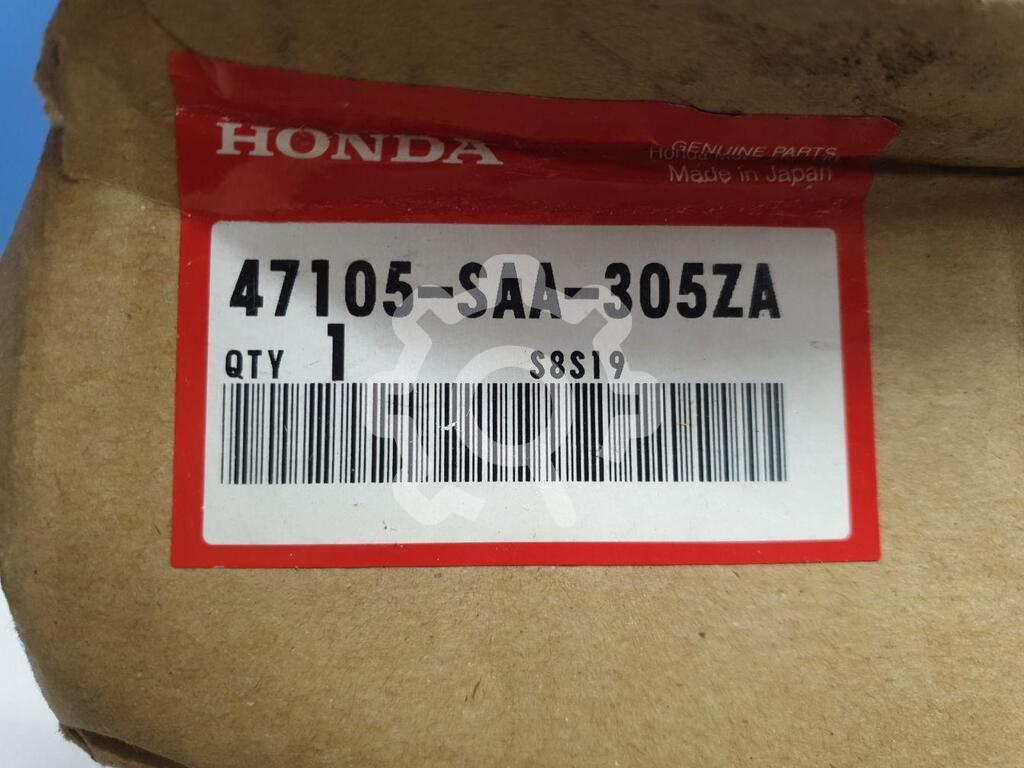 HONDA
GENUINE PARTS
Made in Japan
47105-SAA-305ZA
QTY 1 S8S19